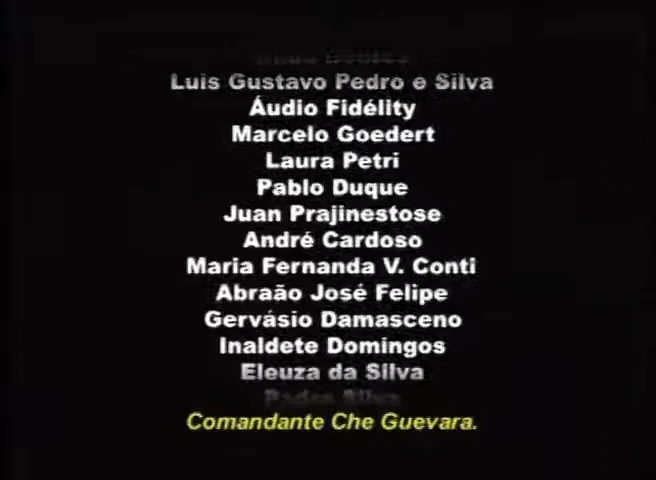 Luis Gustavo Pedro e Silva
Áudio Fidélity
Marcelo Goedert
Laura Petri
Pablo Duque
Juan Prajinestose
André Cardoso
Maria Fernanda V. Conti
Abraão José Felipe
Gervásio Damasceno
Inaldete Domingos
Eleuza da Silva
Comandante Che Guevara.